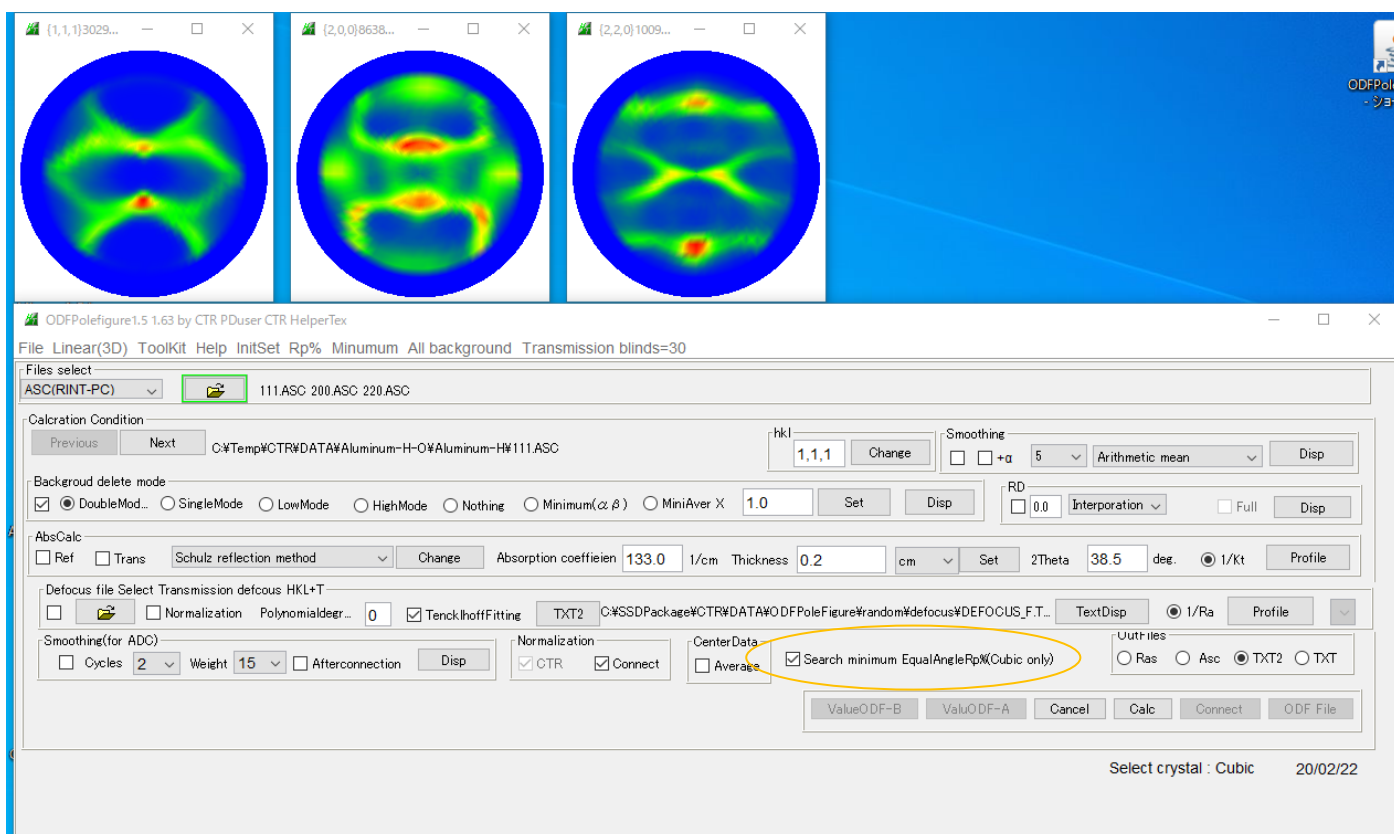 {1,1,1}3029...
{2,0,0}8638...
{2,2,0}1009...
ODFPole
- ショー
ODFPolefigure1.5 1.63 by CTR PDuser CTR HelperTex
File Linear(3D) ToolKit Help InitSet Rp% Minumum All background Transmission blinds=30
Files select
ASC(RINT-PC) 111.ASC 200.ASC 220.ASC
Calcration Condition
Previous Next C:¥Temp¥CTR¥DATA¥Aluminum-H-O¥Aluminum-H¥111.ASC
hkl
1,1,1 Change
Smoothing
+α 5 Arithmetic mean Disp
Backgroud delete mode
DoubleMod... SingleMode LowMode HighMode Nothing Minimum(αβ) MiniAver X 1.0 Set Disp
RD
0.0 Interporation Full Disp
AbsCalc
Ref Trans Schulz reflection method Change Absorption coeffieien 133.0 1/cm Thickness 0.2 cm Set 2Theta 38.5 deg. 1/Kt Profile
Defocus file Select Transmission defcous HKL+T
Normalization Polynomialdegr... 0 TencklhoffFitting TXT2 C:¥SSDPackage¥CTR¥DATA¥ODFPoleFigure¥random¥defocus¥DEFOCUS_F.T... TextDisp 1/Ra Profile
Smoothing(for ADC)
Cycles 2 Weight 15 Afterconnection Disp
Normalization
CTR Connect
CenterData
Average
Search minimum EqualAngleRp%(Cubic only)
OutFiles
Ras Asc TXT2 TXT
ValueODF-B ValuODF-A Cancel Calc Connect ODF File
Select crystal : Cubic 20/02/22